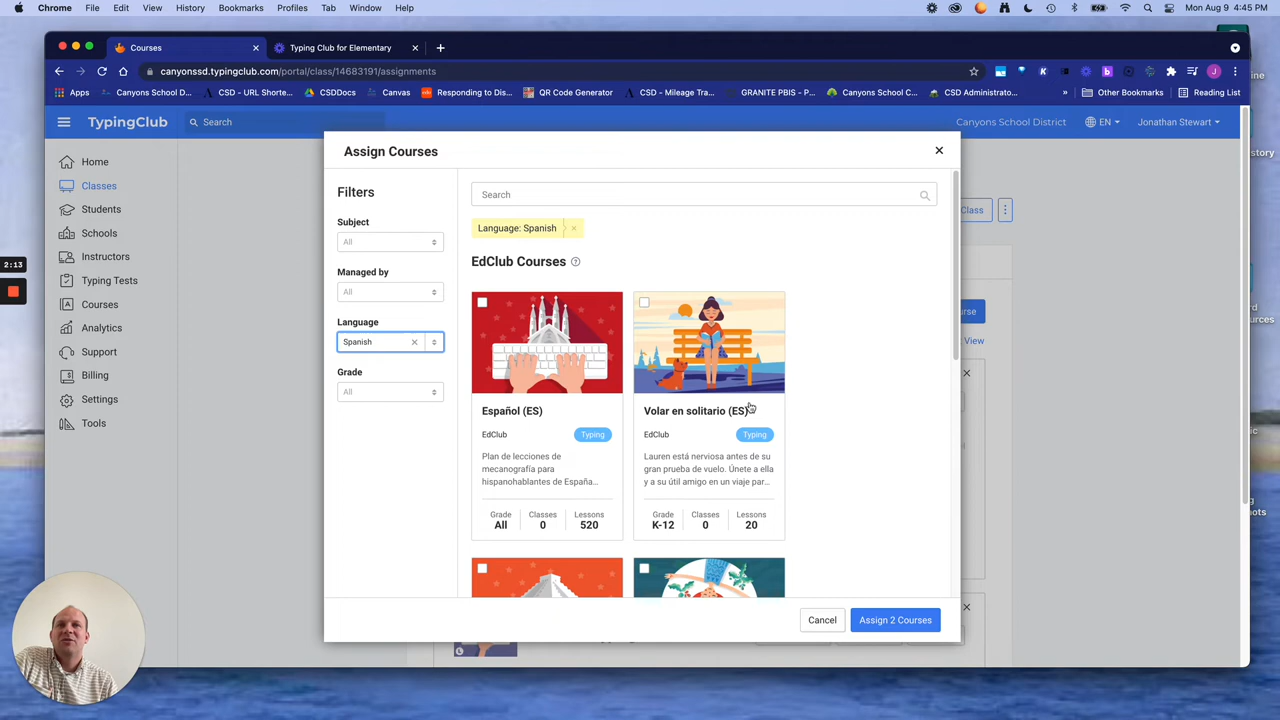 Chrome File Edit View History Bookmarks Profiles Tab Window Help
Mon Aug 9 4:45 PM
Courses
Typing Club for Elementary
canyonssd.typingclub.com/portal/class/14683191/assignments
Apps
Canyons School D...
CSD - URL Shorte...
CSDDocs
Canvas
Responding to Dis...
QR Code Generator
CSD - Mileage Tra...
GRANITE PBIS - P...
Canyons School C...
CSD Administrato...
»
Other Bookmarks
Reading List
TypingClub
Search
Canyons School District
EN
Jonathan Stewart
Home
Classes
Students
Schools
Instructors
Typing Tests
Courses
Analytics
Support
Billing
Settings
Tools
2:13
Assign Courses
Filters
Subject
All
Managed by
All
Language
Spanish
Grade
All
Search
Language: Spanish
EdClub Courses
Español (ES)
EdClub
Typing
Plan de lecciones de
mecanografía para
hispanohablantes de España...
Grade Classes Lessons
All 0 520
Volar en solitario (ES)
EdClub
Typing
Lauren está nerviosa antes de su
gran prueba de vuelo. Únete a ella
y a su útil amigo en un viaje par...
Grade Classes Lessons
K-12 0 20
Cancel
Assign 2 Courses
Class
View